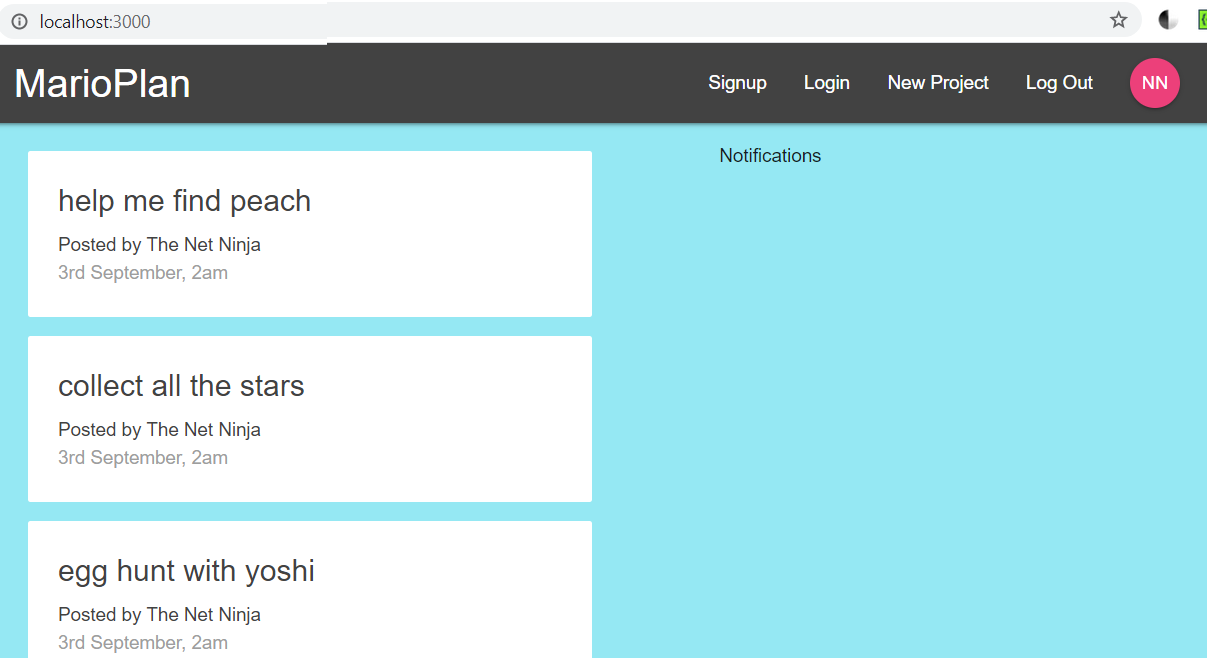 localhost:3000
MarioPlan Signup Login New Project Log Out NN
Notifications
help me find peach
Posted by The Net Ninja
3rd September, 2am
collect all the stars
Posted by The Net Ninja
3rd September, 2am
egg hunt with yoshi
Posted by The Net Ninja
3rd September, 2am